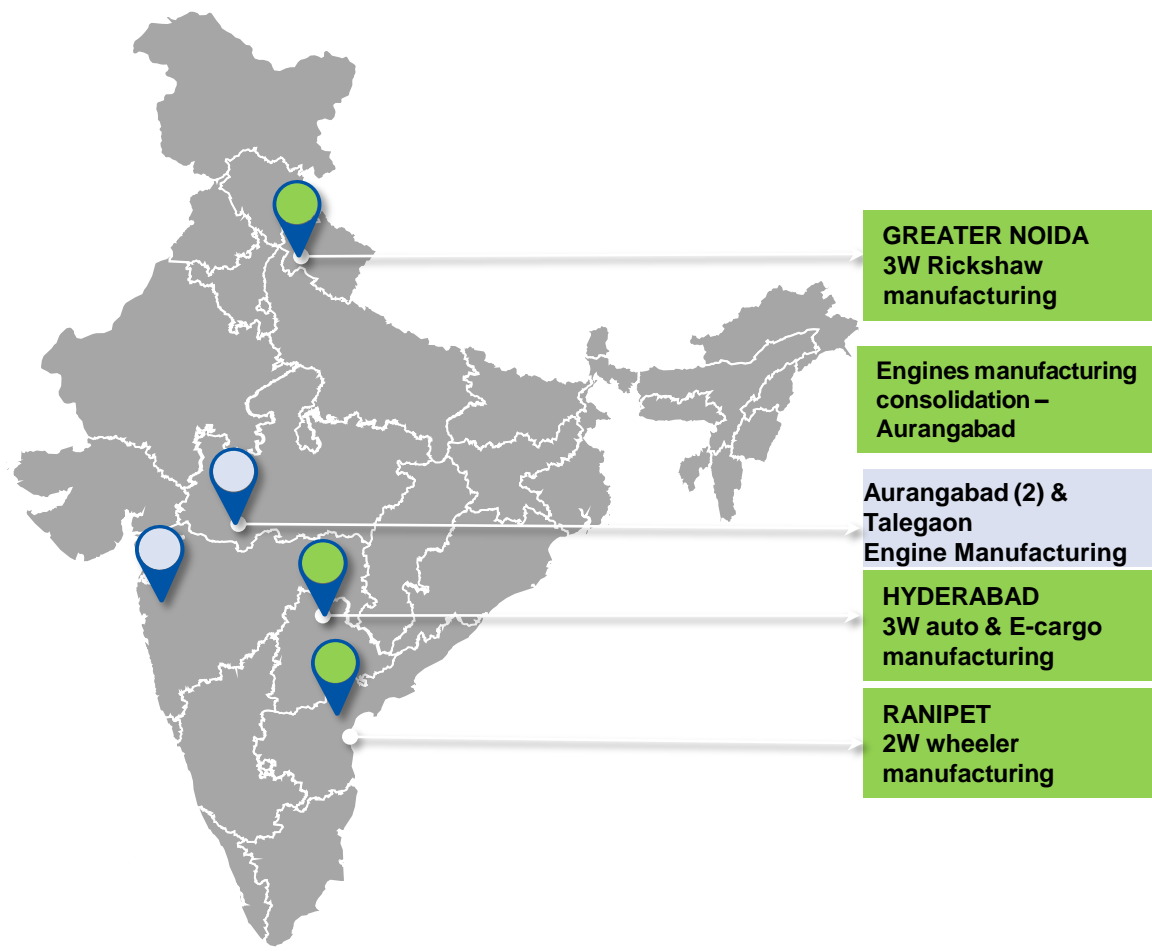 GREATER NOIDA
3W Rickshaw
manufacturing
Engines manufacturing
consolidation –
Aurangabad
Aurangabad (2) &
Talegaon
Engine Manufacturing
HYDERABAD
3W auto & E-cargo
manufacturing
RANIPET
2W wheeler
manufacturing